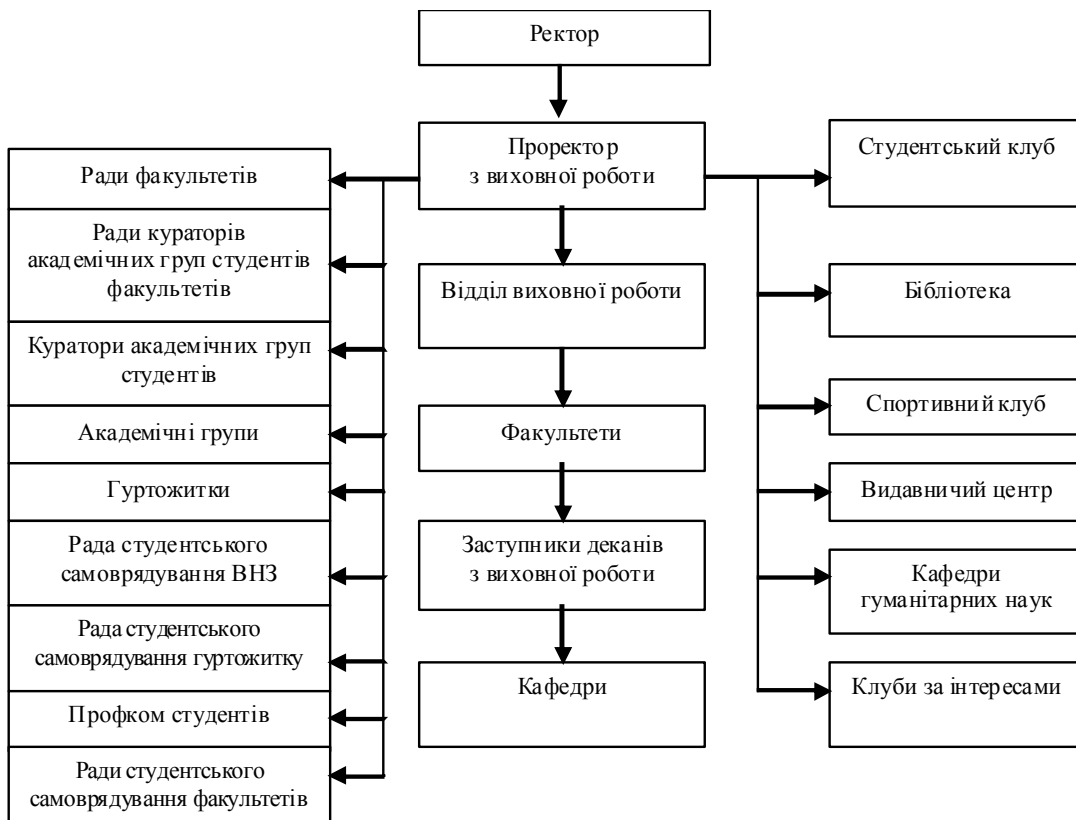 Ректор
Проректор
з виховної роботи
Відділ виховної роботи
Факультети
Заступники деканів
з виховної роботи
Кафедри
Ради факультетів
Ради кураторів
академічних груп студентів
факультетів
Куратори академічних груп
студентів
Академічні групи
Гуртожитки
Рада студентського
самоврядування ВНЗ
Рада студентського
самоврядування гуртожитку
Профком студентів
Ради студентського
самоврядування факультетів
Студентський клуб
Бібліотека
Спортивний клуб
Видавничий центр
Кафедри
гуманітарних наук
Клуби за інтересами